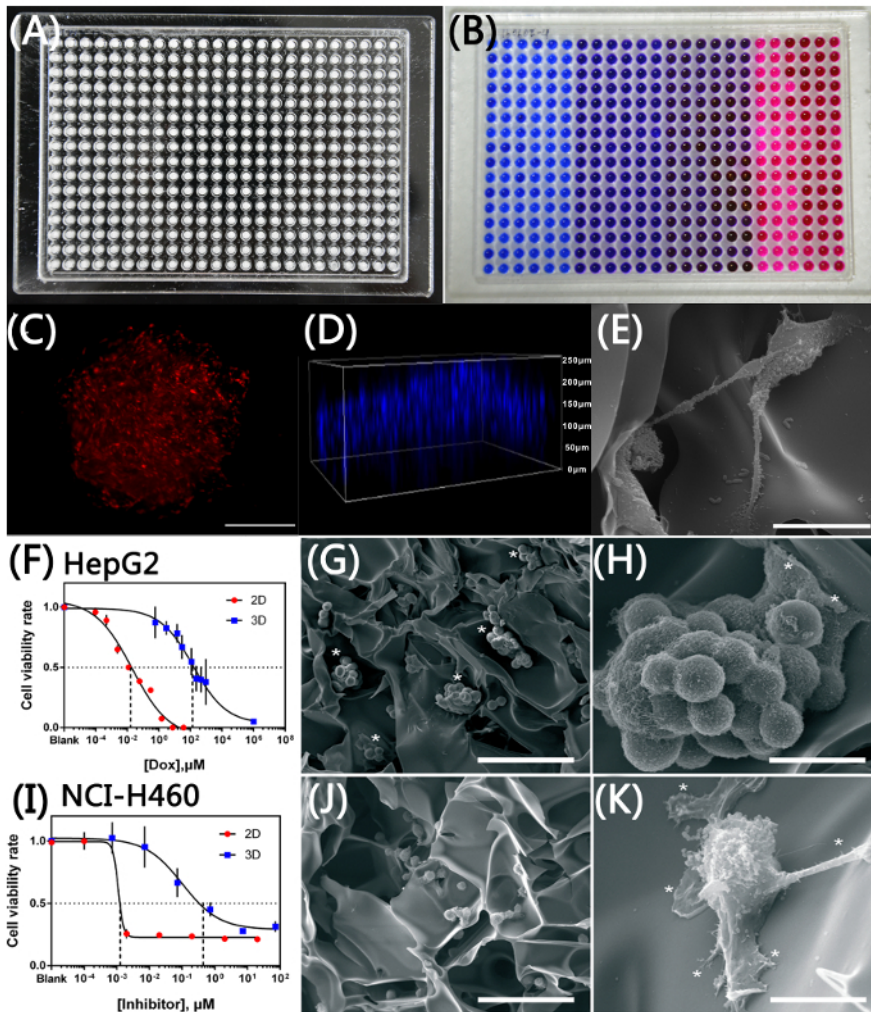 (A)
(B)
(C)
(D)
250μm
200μm
150μm
100μm
50μm
0μm
(E)
(F) HepG2
2D
3D
Cell viability rate
1.0
0.5
0.0
Blank 10⁻⁴ 10⁻² 10⁰ 10² 10⁴ 10⁶ 10⁸
[Dox],μM
(G)
* * * * *
(H)
* *
(I) NCI-H460
2D
3D
Cell viability rate
1.0
0.5
0.0
Blank 10⁻⁴ 10⁻³ 10⁻² 10⁻¹ 10⁰ 10¹ 10²
[Inhibitor], μM
(J)
(K)
* * * * *